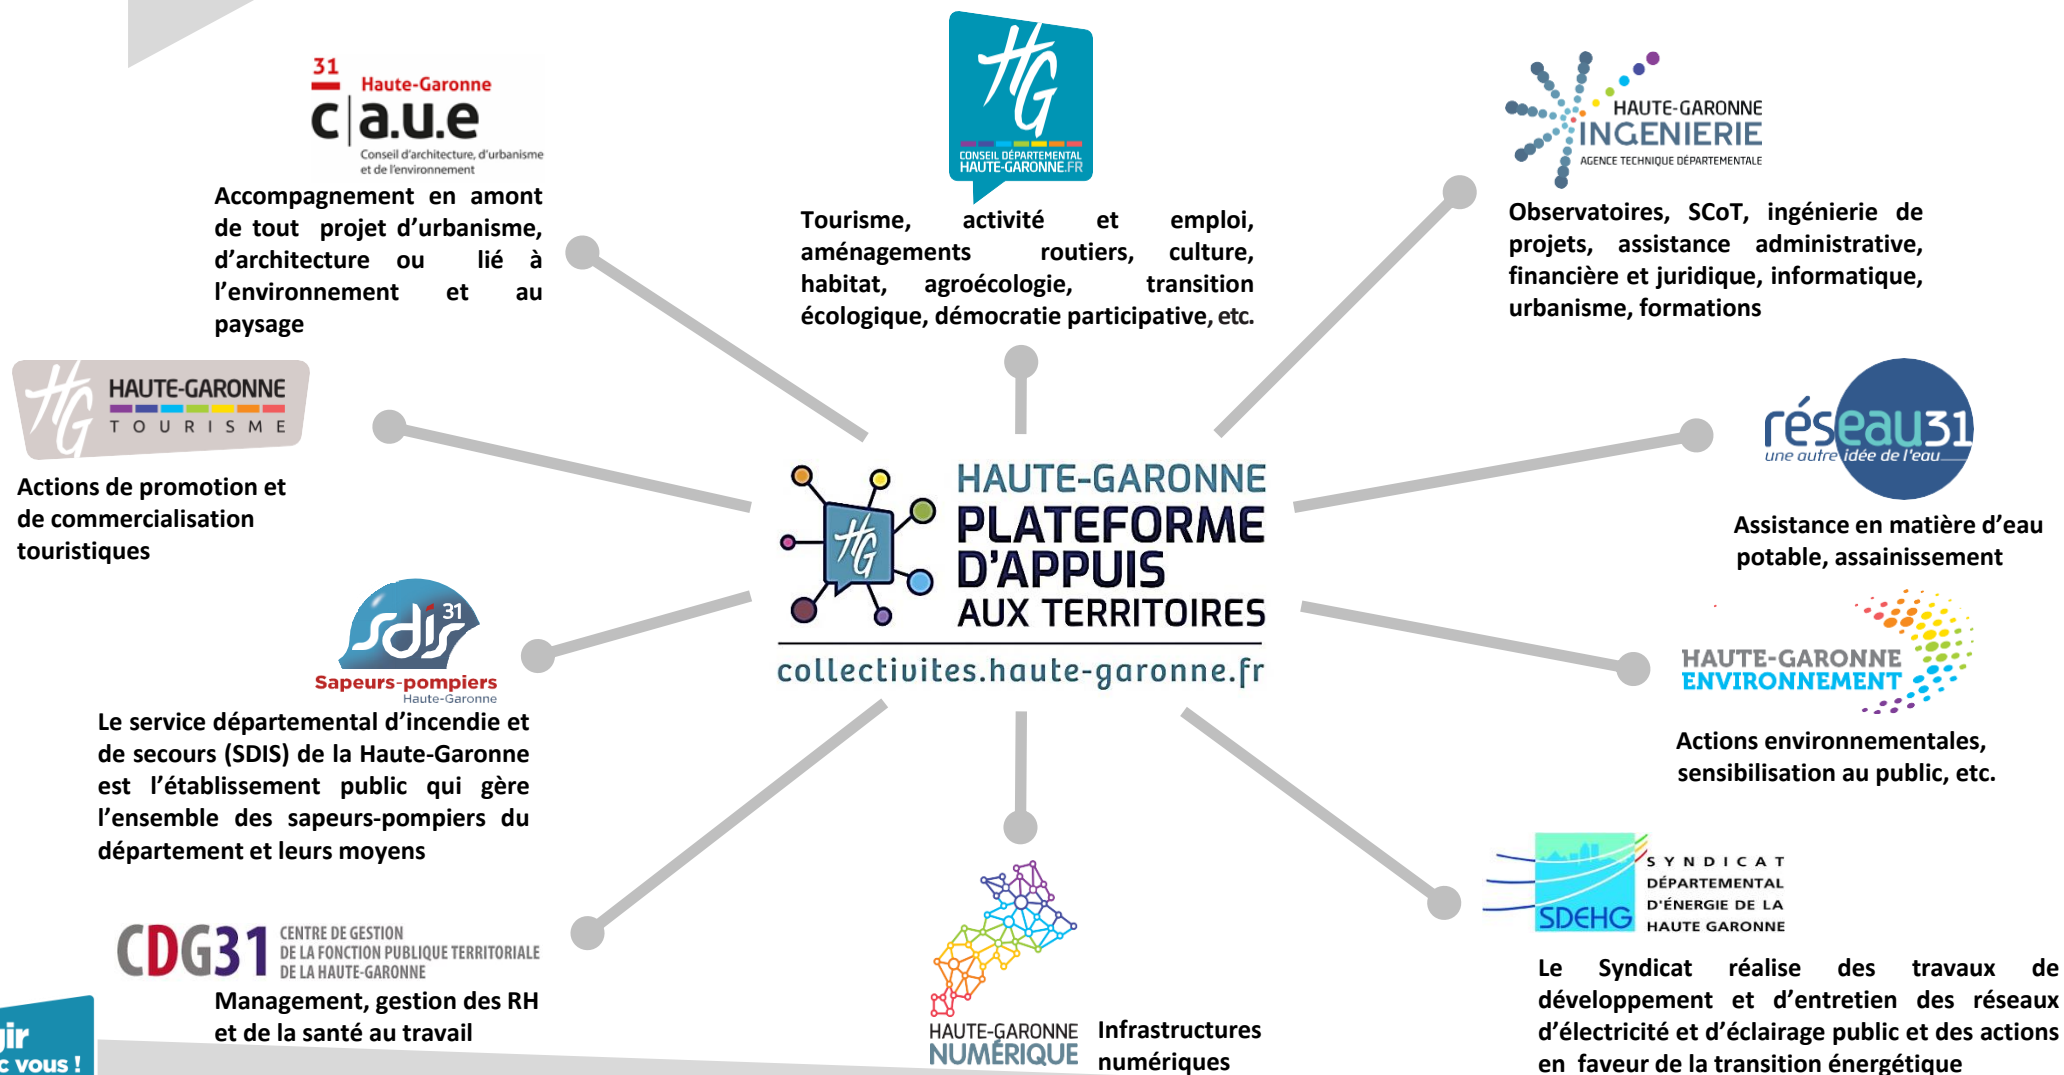 31
Haute-Garonne
c|a.u.e
Conseil d'architecture, d'urbanisme
et de l'environnement
Accompagnement en amont
de tout projet d'urbanisme,
d'architecture ou lié à
l'environnement et au
paysage
HG
CONSEIL DÉPARTEMENTAL
HAUTE-GARONNE.FR
Tourisme, activité et emploi,
aménagements routiers, culture,
habitat, agroécologie, transition
écologique, démocratie participative, etc.
HAUTE-GARONNE
INGENIERIE
AGENCE TECHNIQUE DÉPARTEMENTALE
Observatoires, SCoT, ingénierie de
projets, assistance administrative,
financière et juridique, informatique,
urbanisme, formations
HG
HAUTE-GARONNE
TOURISME
Actions de promotion et
de commercialisation
touristiques
réseau31
une autre idée de l'eau
Assistance en matière d'eau
potable, assainissement
HG
HAUTE-GARONNE
PLATEFORME
D'APPUIS
AUX TERRITOIRES
collectivites.haute-garonne.fr
sdis 31
Sapeurs-pompiers
Haute-Garonne
Le service départemental d'incendie et
de secours (SDIS) de la Haute-Garonne
est l'établissement public qui gère
l'ensemble des sapeurs-pompiers du
département et leurs moyens
HAUTE-GARONNE
ENVIRONNEMENT
Actions environnementales,
sensibilisation au public, etc.
CDG31
CENTRE DE GESTION
DE LA FONCTION PUBLIQUE TERRITORIALE
DE LA HAUTE-GARONNE
Management, gestion des RH
et de la santé au travail
HAUTE-GARONNE
NUMÉRIQUE
Infrastructures
numériques
SDEHG
SYNDICAT
DÉPARTEMENTAL
D'ÉNERGIE DE LA
HAUTE GARONNE
Le Syndicat réalise des travaux de
développement et d'entretien des réseaux
d'électricité et d'éclairage public et des actions
en faveur de la transition énergétique
vous !